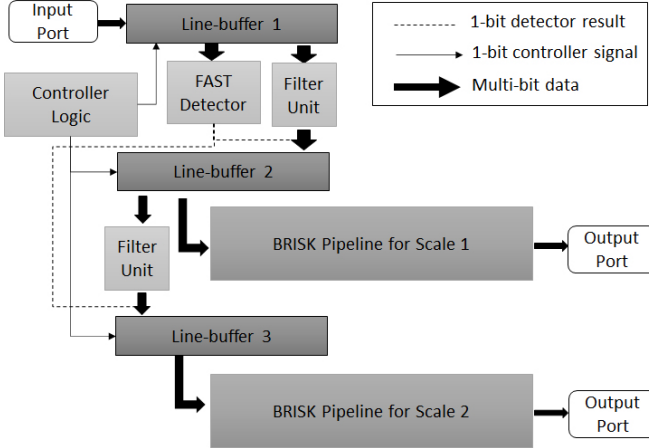 Input
Port
Line-buffer 1
1-bit detector result
1-bit controller signal
Multi-bit data
Controller
Logic
FAST
Detector
Filter
Unit
Line-buffer 2
Filter
Unit
BRISK Pipeline for Scale 1
Output
Port
Line-buffer 3
BRISK Pipeline for Scale 2
Output
Port